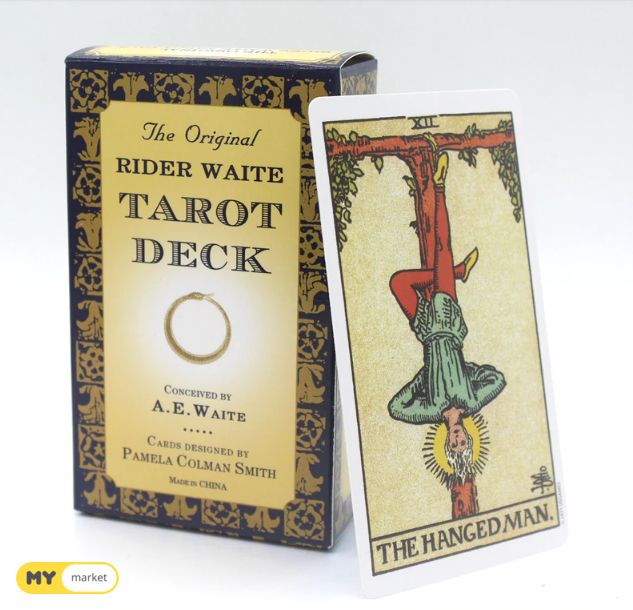 The Original
RIDER WAITE
TAROT
DECK
CONCEIVED BY
A.E.WAITE
CARDS DESIGNED BY
PAMELA COLMAN SMITH
MADE IN CHINA
XII
THE HANGED MAN.
MY market